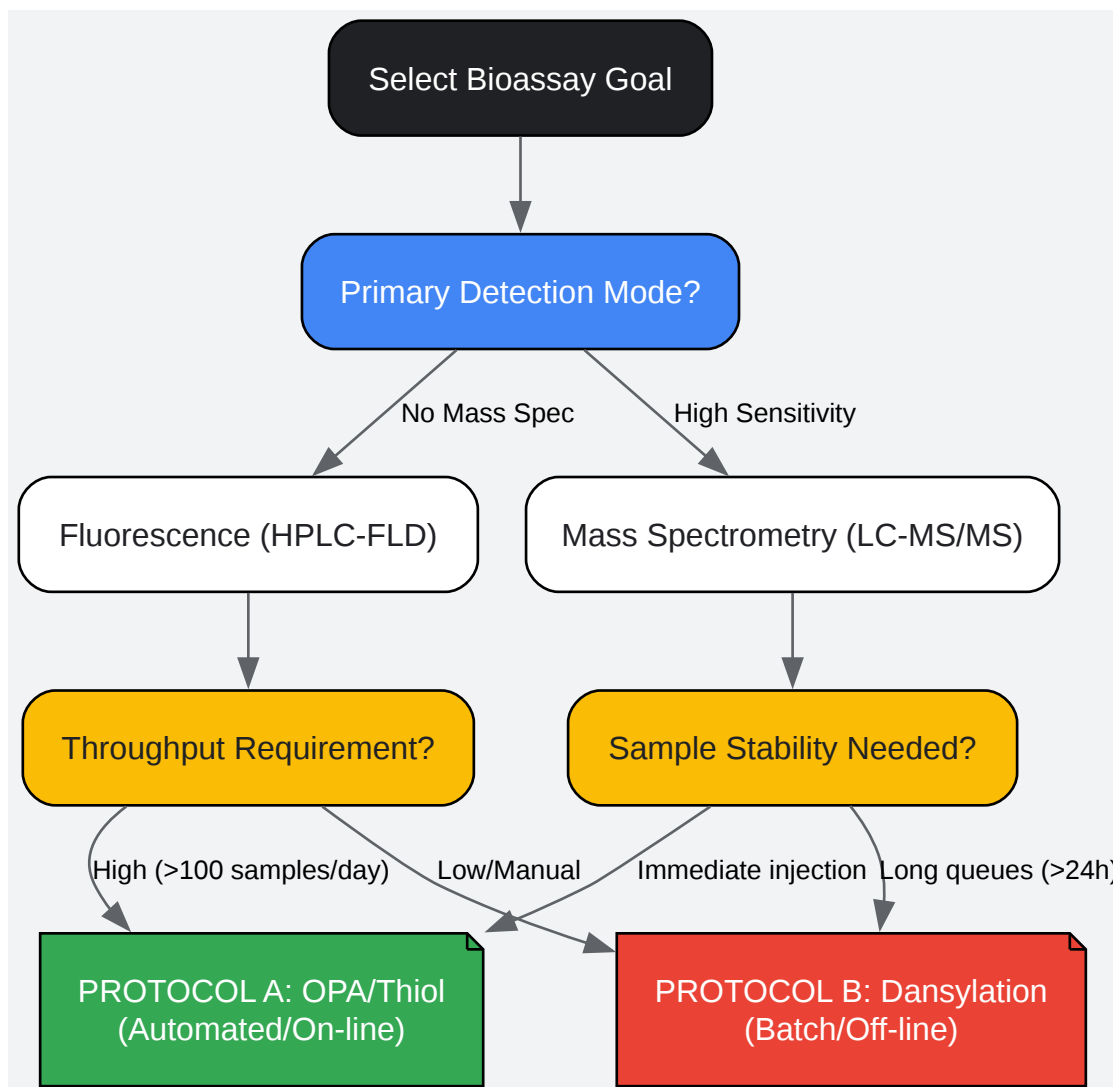 Select Bioassay Goal
Primary Detection Mode?
No Mass Spec
High Sensitivity
Fluorescence (HPLC-FLD)
Mass Spectrometry (LC-MS/MS)
Throughput Requirement?
Sample Stability Needed?
High (>100 samples/day)
Low/Manual
Immediate injection
Long queues (>24h)
PROTOCOL A: OPA/Thiol
(Automated/On-line)
PROTOCOL B: Dansylation
(Batch/Off-line)